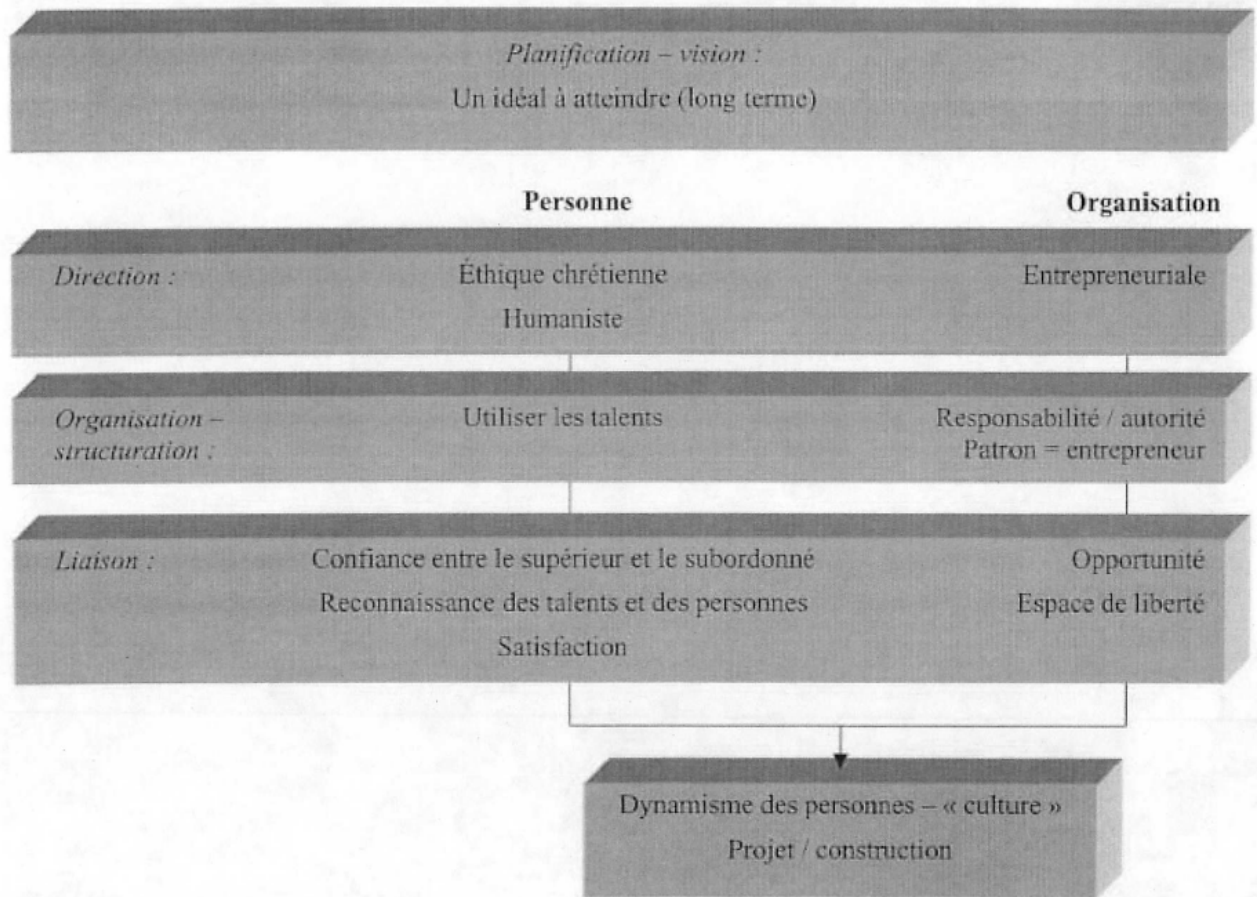 Planification – vision :
Un idéal à atteindre (long terme)
Personne Organisation
Direction : Éthique chrétienne Entrepreneuriale
Humaniste
Organisation – Utiliser les talents Responsabilité / autorité
structuration : Patron = entrepreneur
Liaison : Confiance entre le supérieur et le subordonné Opportunité
Reconnaissance des talents et des personnes Espace de liberté
Satisfaction
Dynamisme des personnes – « culture »
Projet / construction